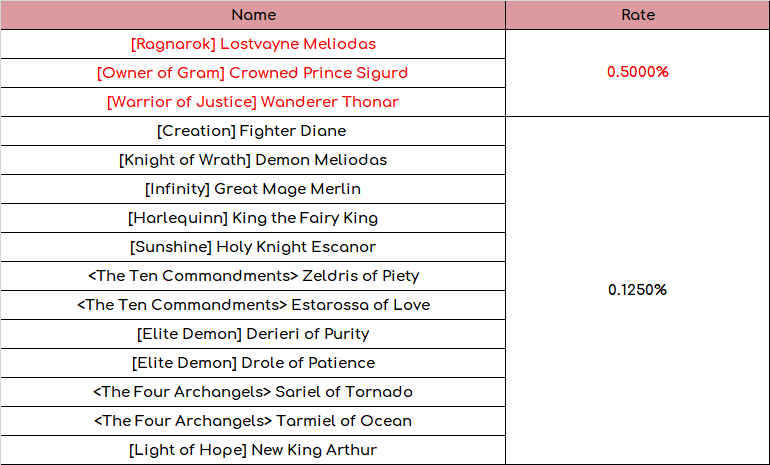 Name Rate
[Ragnarok] Lostvayne Meliodas
[Owner of Gram] Crowned Prince Sigurd 0.5000%
[Warrior of Justice] Wanderer Thonar
[Creation] Fighter Diane
[Knight of Wrath] Demon Meliodas
[Infinity] Great Mage Merlin
[Harlequinn] King the Fairy King
[Sunshine] Holy Knight Escanor
<The Ten Commandments> Zeldris of Piety
0.1250%
<The Ten Commandments> Estarossa of Love
[Elite Demon] Derieri of Purity
[Elite Demon] Drole of Patience
<The Four Archangels> Sariel of Tornado
<The Four Archangels> Tarmiel of Ocean
[Light of Hope] New King Arthur